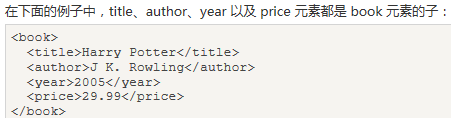 在下面的例子中，title、author、year 以及 price 元素都是 book 元素的子：
<book>
  <title>Harry Potter</title>
  <author>J K. Rowling</author>
  <year>2005</year>
  <price>29.99</price>
</book>